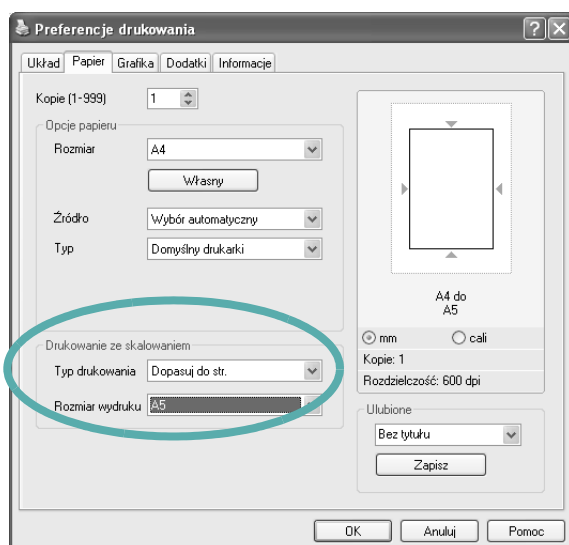 Preferencje drukowania
Układ Papier Grafika Dodatki Informacje
Kopie (1-999) 1
Opcje papieru
Rozmiar A4
Własny
Źródło Wybór automatyczny
Typ Domyślny drukarki
A4 do
A5
mm cali
Kopie: 1
Rozdzielczość: 600 dpi
Drukowanie ze skalowaniem
Typ drukowania Dopasuj do str.
Rozmiar wydruku A5
Ulubione
Bez tytułu
Zapisz
OK Anuluj Pomoc